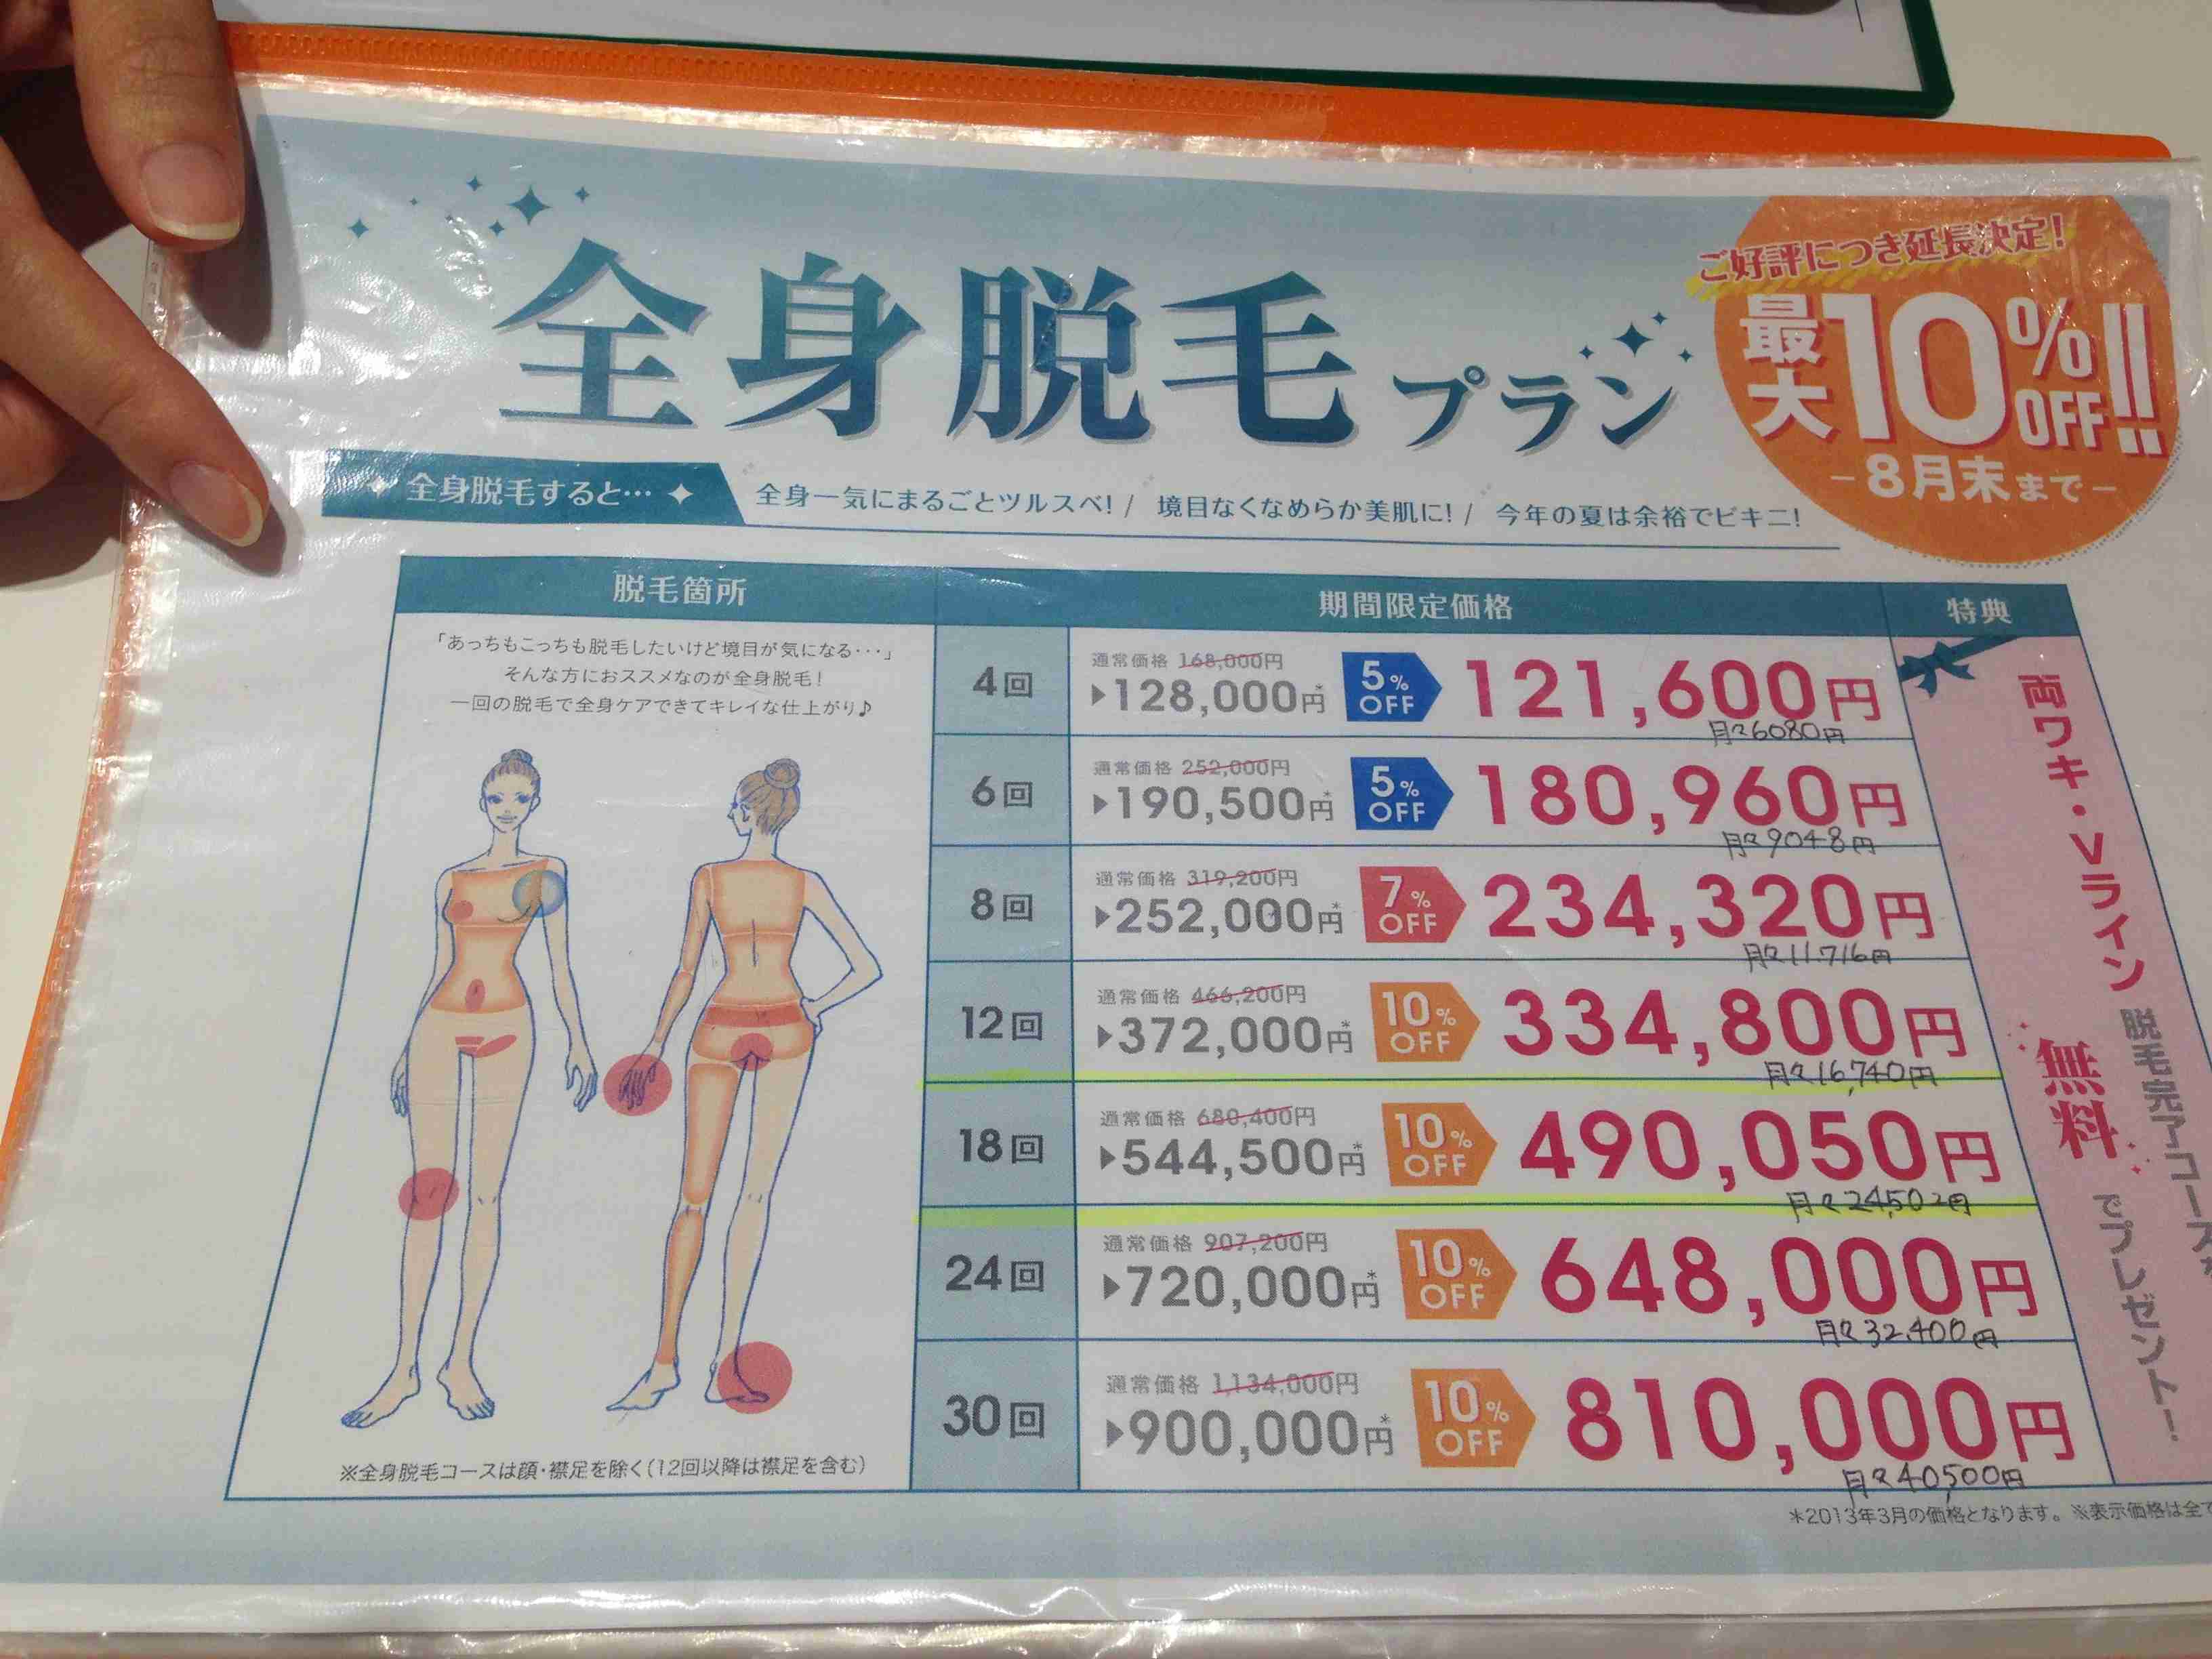 ご好評につき延長決定!
最大10%OFF!!
-8月末まで-
全身脱毛プラン
全身脱毛すると…
全身一気にまるごとツルスベ! / 境目なくなめらか美肌に! / 今年の夏は余裕でビキニ!
脱毛箇所
期間限定価格
特典
「あっちもこっちも脱毛したいけど境目が気になる・・・」
そんな方におススメなのが全身脱毛!
一回の脱毛で全身ケアできてキレイな仕上がり♪
※全身脱毛コースは顔・襟足を除く(12回以降は襟足を含む)
4回
通常価格 168,000円
▶128,000円*
5%OFF
121,600円
月々6080円
6回
通常価格 252,000円
▶190,500円*
5%OFF
180,960円
月々9048円
8回
通常価格 319,200円
▶252,000円*
7%OFF
234,320円
月々11.716円
12回
通常価格 466,200円
▶372,000円*
10%OFF
334,800円
月々16,740円
18回
通常価格 680,400円
▶544,500円*
10%OFF
490,050円
月々24,502円
24回
通常価格 907,200円
▶720,000円*
10%OFF
648,000円
月々32,400円
30回
通常価格 1,134,000円
▶900,000円*
10%OFF
810,000円
月々40,500円
両ワキ・Vライン
脱毛完了コース
無料でプレゼント!
*2013年3月の価格となります。※表示価格は全て